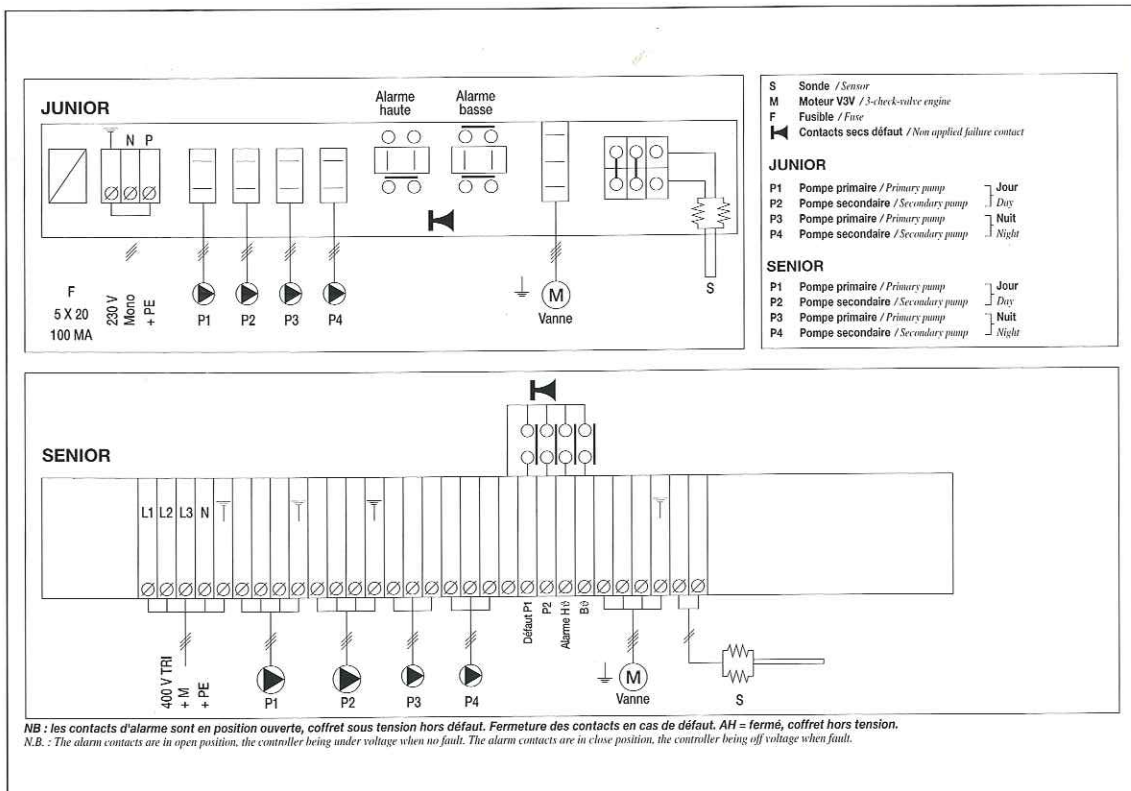 JUNIOR
Alarme
haute
Alarme
basse
N P
F
5 X 20
100 MA
230 V
Mono
+ PE
P1
P2
P3
P4
M
Vanne
S
S Sonde / Sensor
M Moteur V3V / 3-check-valve engine
F Fusible / Fuse
Contacts secs défaut / Non applied failure contact
JUNIOR
P1 Pompe primaire / Primary pump Jour
P2 Pompe secondaire / Secondary pump Day
P3 Pompe primaire / Primary pump Nuit
P4 Pompe secondaire / Secondary pump Night
SENIOR
P1 Pompe primaire / Primary pump Jour
P2 Pompe secondaire / Secondary pump Day
P3 Pompe primaire / Primary pump Nuit
P4 Pompe secondaire / Secondary pump Night
SENIOR
L1 L2 L3 N
Défaut P1
P2
Alarme Hϑ
Bϑ
400 V TRI
+ M
+ PE
P1
P2
P3
P4
M
Vanne
S
NB : les contacts d'alarme sont en position ouverte, coffret sous tension hors défaut. Fermeture des contacts en cas de défaut. AH = fermé, coffret hors tension.
N.B. : The alarm contacts are in open position, the controller being under voltage when no fault. The alarm contacts are in close position, the controller being off voltage when fault.